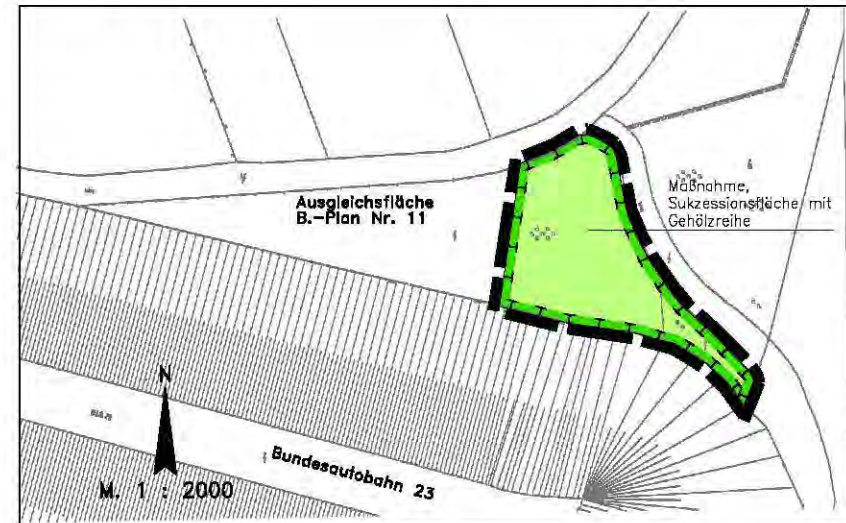 Ausgleichsfläche
B.-Plan Nr. 11
Maßnahme,
Sukzessionsfläche mit
Gehölzreihe
N
M. 1 : 2000
Bundesautobahn 23